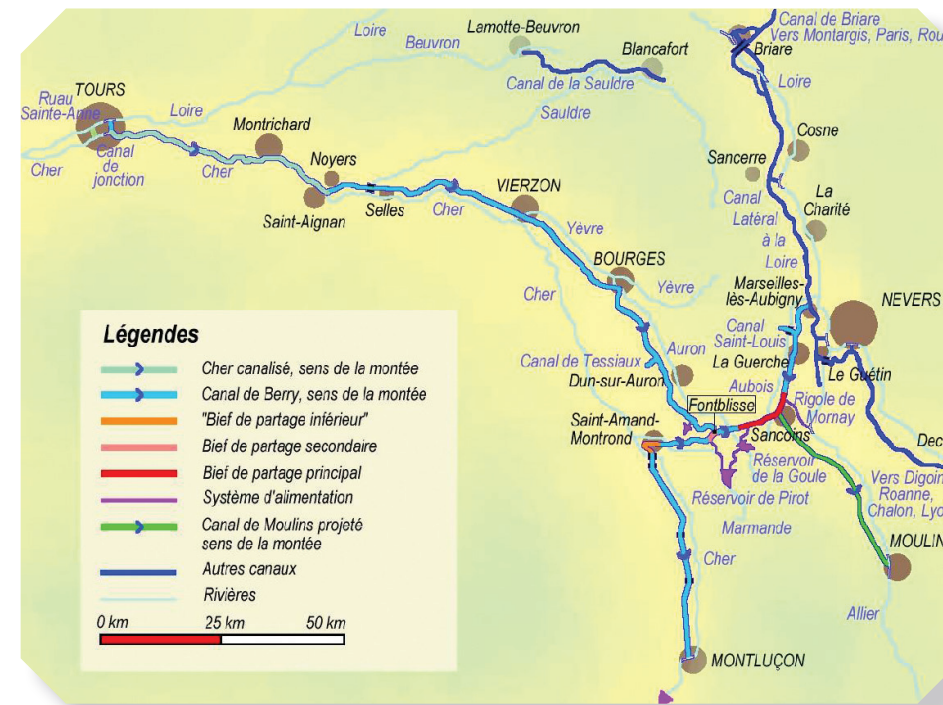 Canal de Briare
Vers Montargis, Paris, Rou
Briare
Loire
Lamotte-Beuvron
Beuvron
Blancafort
Canal de la Sauldre
Sauldre
Loire
TOURS
Ruau
Sainte-Anne
Loire
Cher
Canal
de
jonction
Montrichard
Cher
Noyers
Saint-Aignan
Selles
Cher
VIERZON
Yèvre
Cosne
Sancerre
Canal
Latéral
à la
Loire
La
Charité
BOURGES
Yèvre
Cher
Marseilles-
lès-Aubigny
NEVERS
Canal
Saint-Louis
La Guerche
Le Guétin
Auron
Canal de Tessiaux
Dun-sur-Auron
Aubois
Fontblisse
Rigole de
Mornay
Saint-Amand-
Montrond
Sancoins
Réservoir
de la Goule
Réservoir de Pirot
Marmande
Dec
Vers Digoin
Roanne,
Chalon, Lyo
MOULIN
Allier
Cher
MONTLUÇON
Légendes
Cher canalisé, sens de la montée
Canal de Berry, sens de la montée
"Bief de partage inférieur"
Bief de partage secondaire
Bief de partage principal
Système d'alimentation
Canal de Moulins projeté
sens de la montée
Autres canaux
Rivières
0 km 25 km 50 km